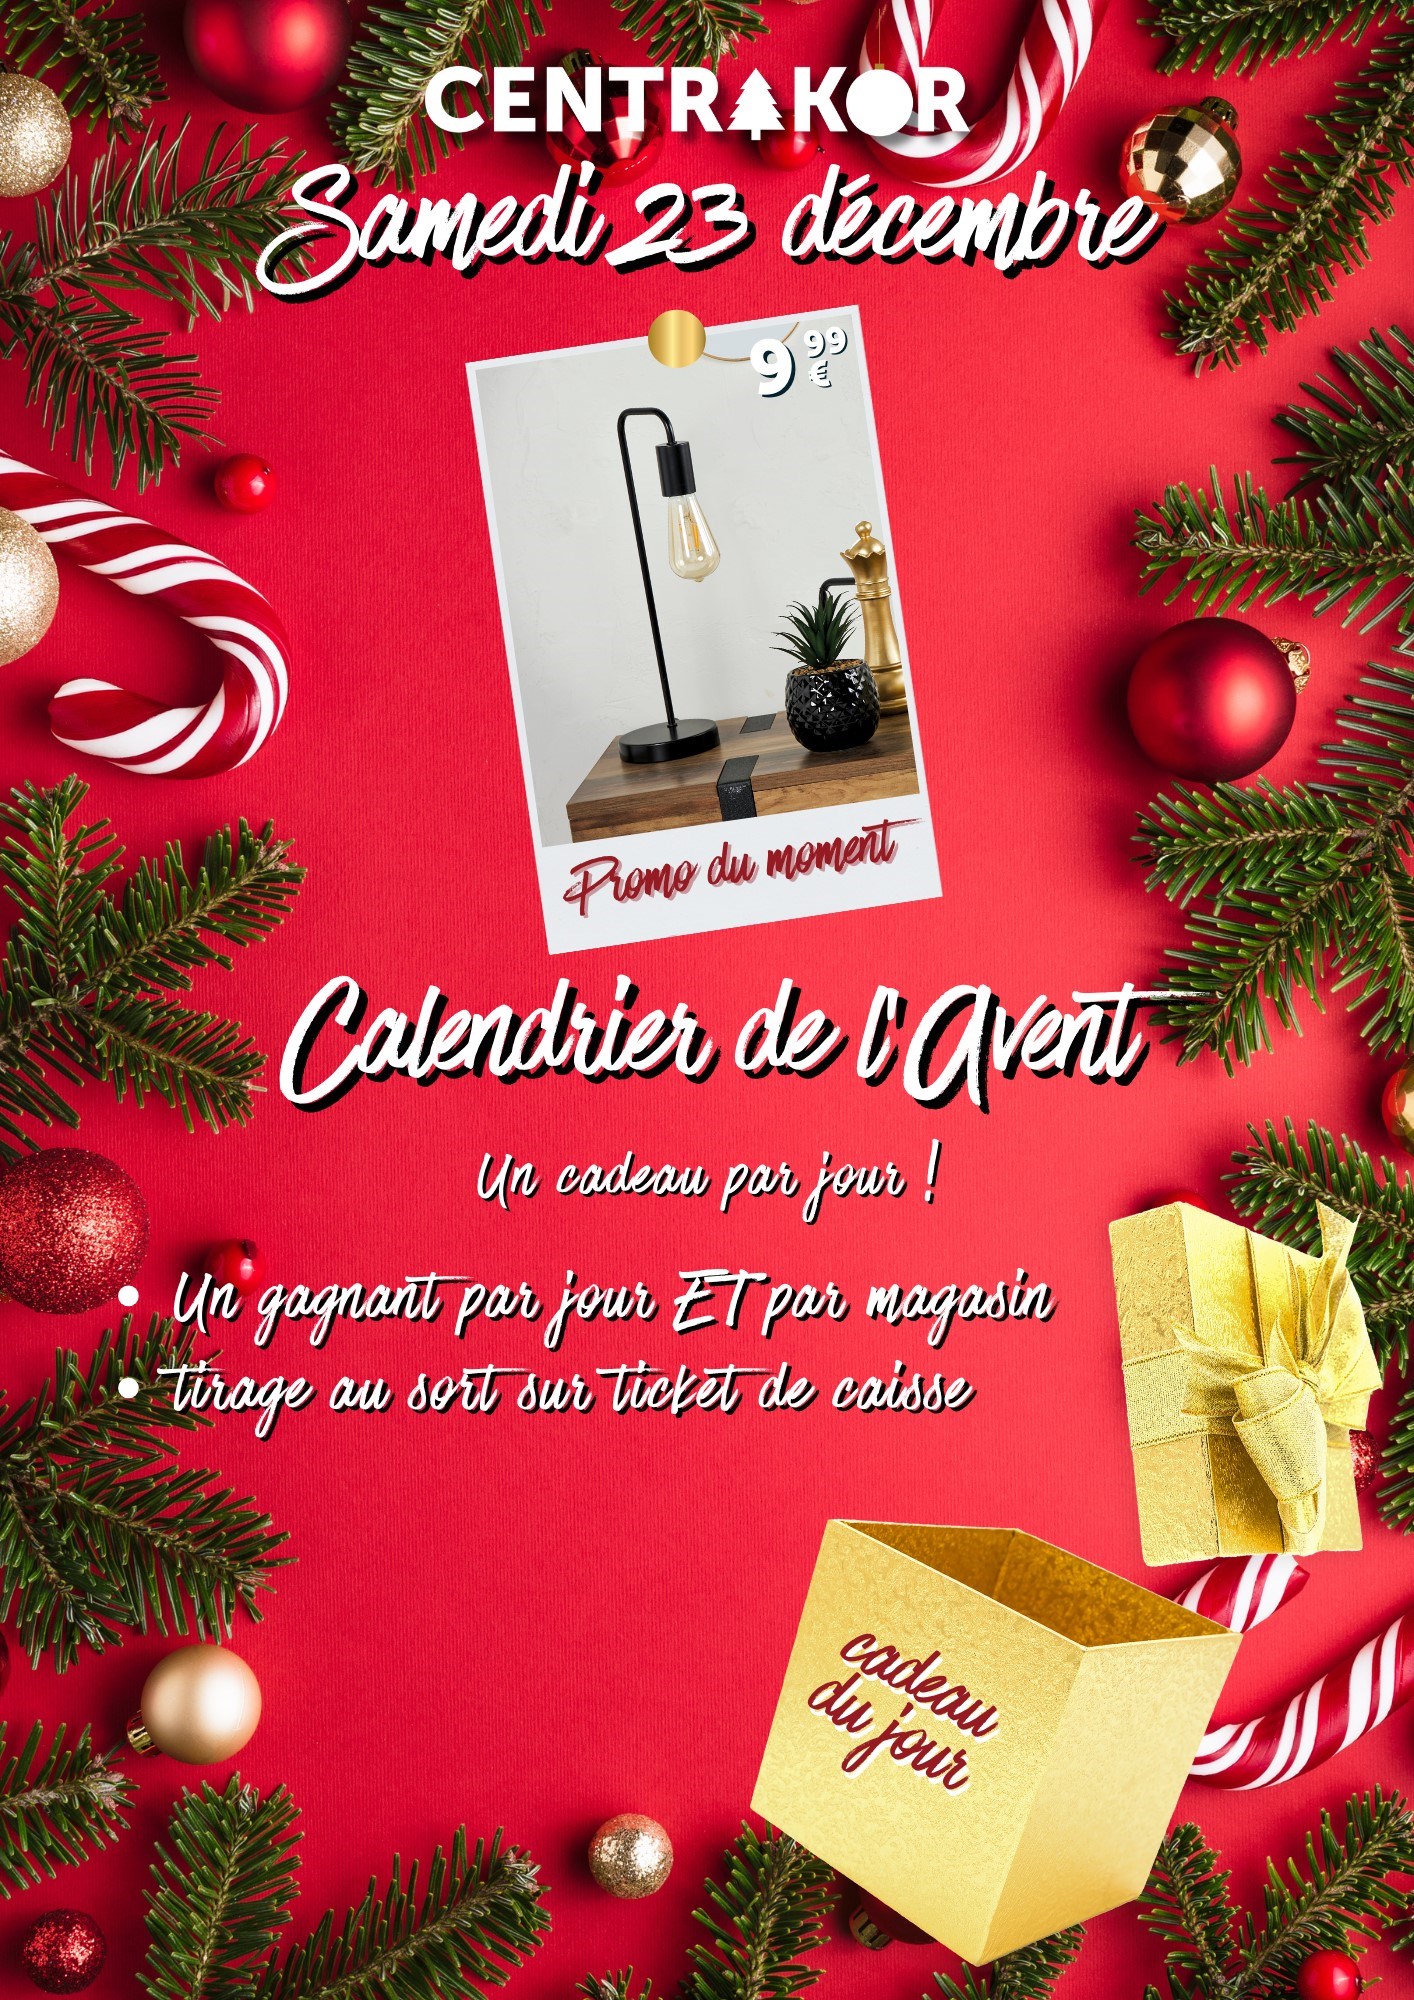 CENTRAKOR
Samedi 23 décembre
9 99
€
Promo du moment
Calendrier de l'Avent
Un cadeau par jour !
• Un gagnant par jour ET par magasin
• tirage au sort sur ticket de caisse
cadeau
du jour